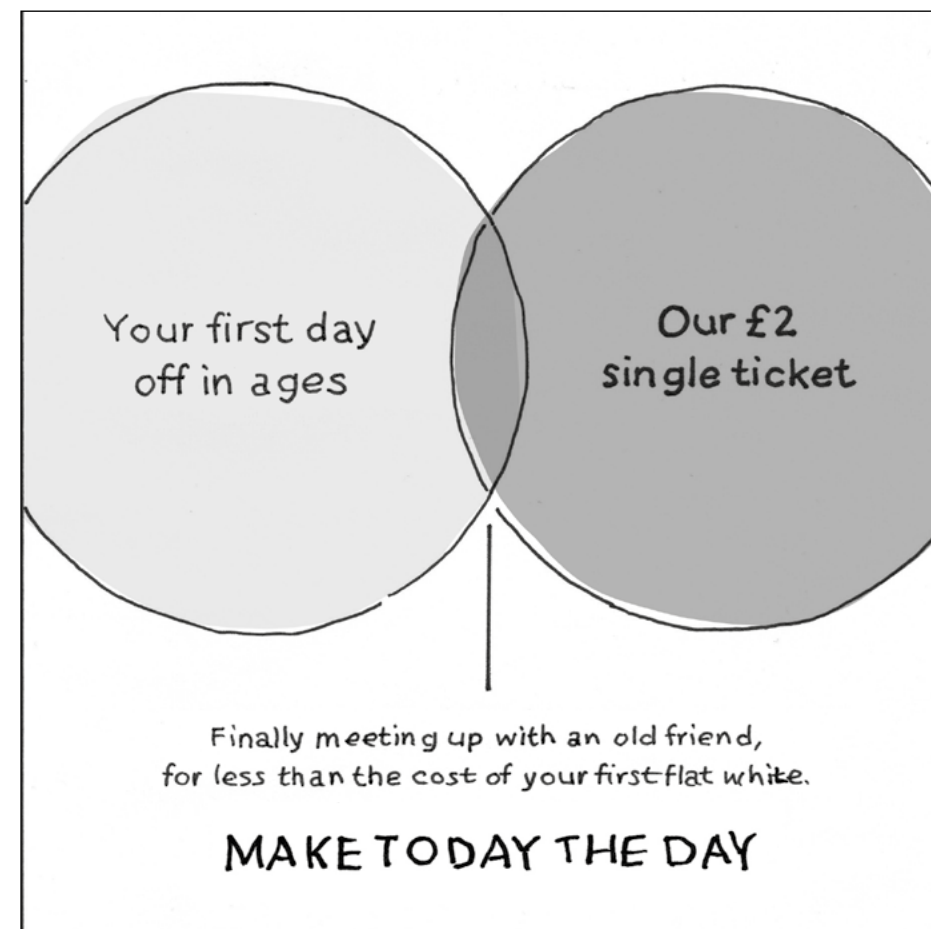 Your first day
off in ages
Our £2
single ticket
Finally meeting up with an old friend,
for less than the cost of your first flat white.
MAKE TODAY THE DAY